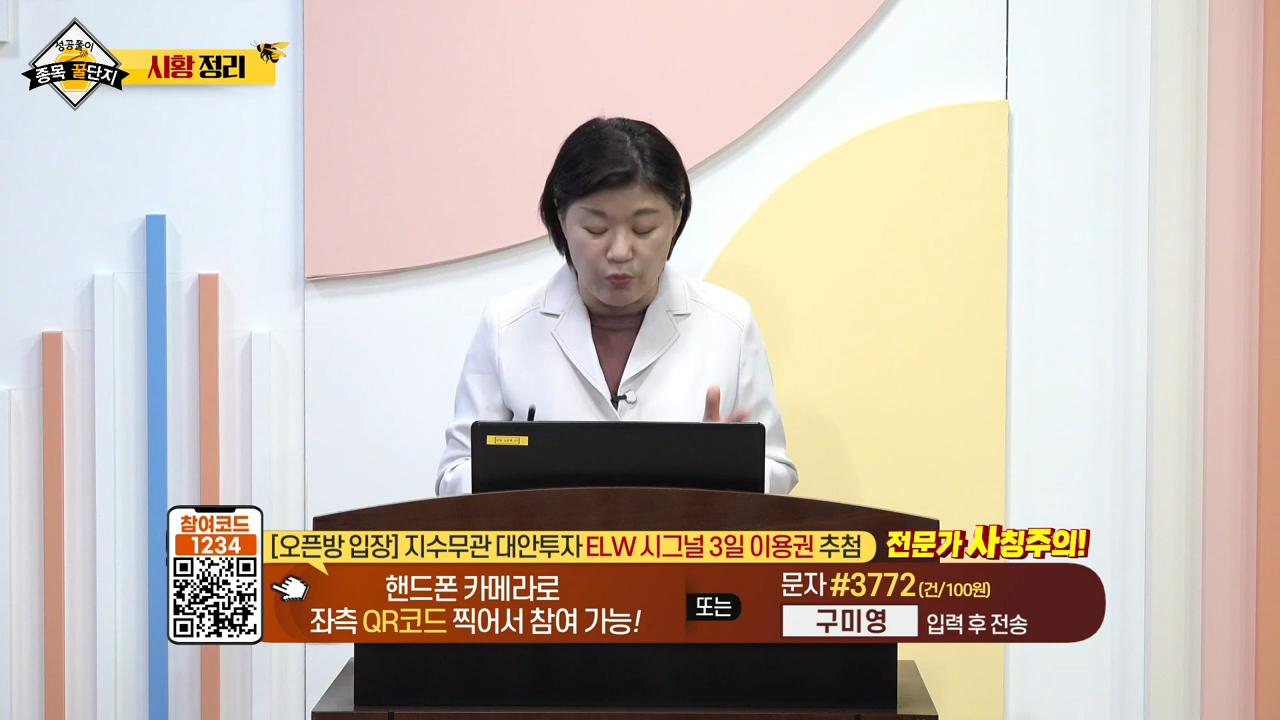 성공풀이
종목 꿀단지
시황 정리
참여코드
1234
[오픈방 입장] 지수무관 대안투자 ELW 시그널 3일 이용권 추첨
전문가 사칭주의!
핸드폰 카메라로
좌측 QR코드 찍어서 참여 가능!
또는
문자 #3772 (건/100원)
구미영 입력 후 전송